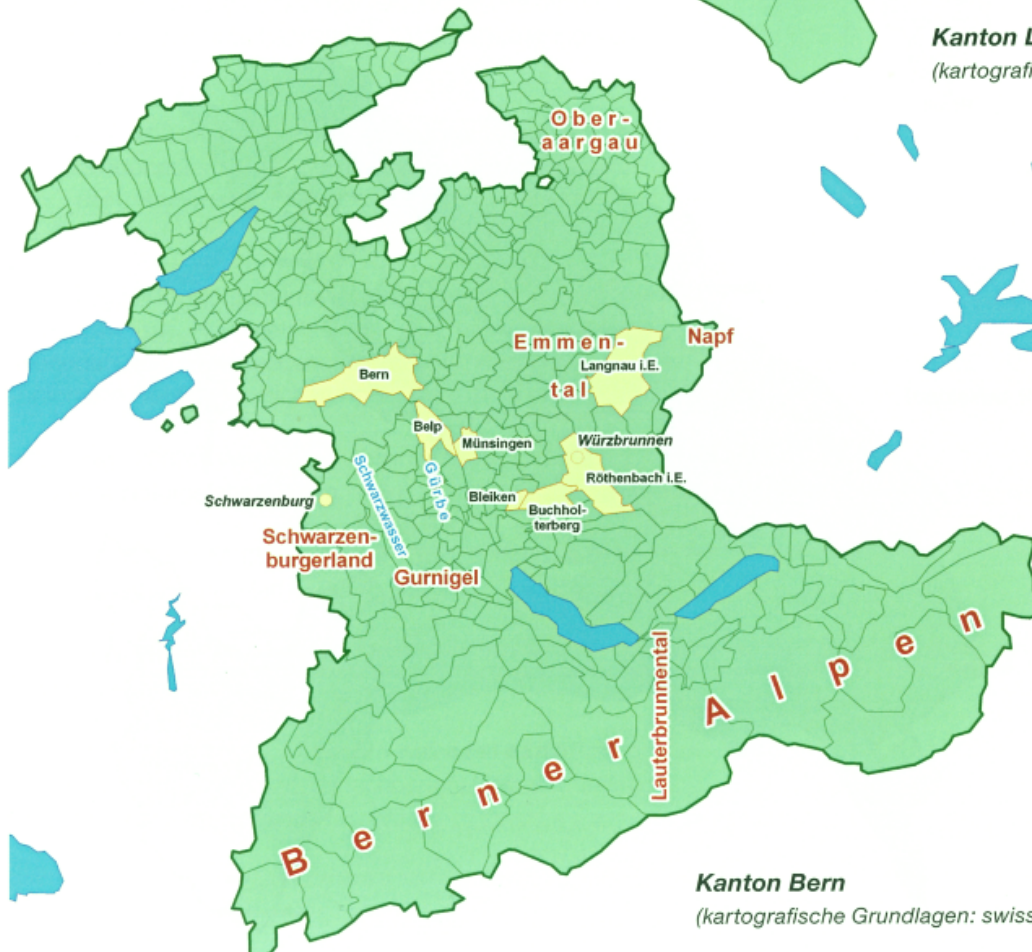 Kanton
(kartografi
Ober-
aargau
Emmen-
tal
Napf
Langnau i.E.
Bern
Belp
Münsingen
Würzbrunnen
Röthenbach i.E.
Schwarzwasser
Gürbe
Bleiken
Buchhol-
terberg
Schwarzenburg
Schwarzen-
burgerland
Gurnigel
Lauterbrunnental
Berner Alpen
Kanton Bern
(kartografische Grundlagen: swiss